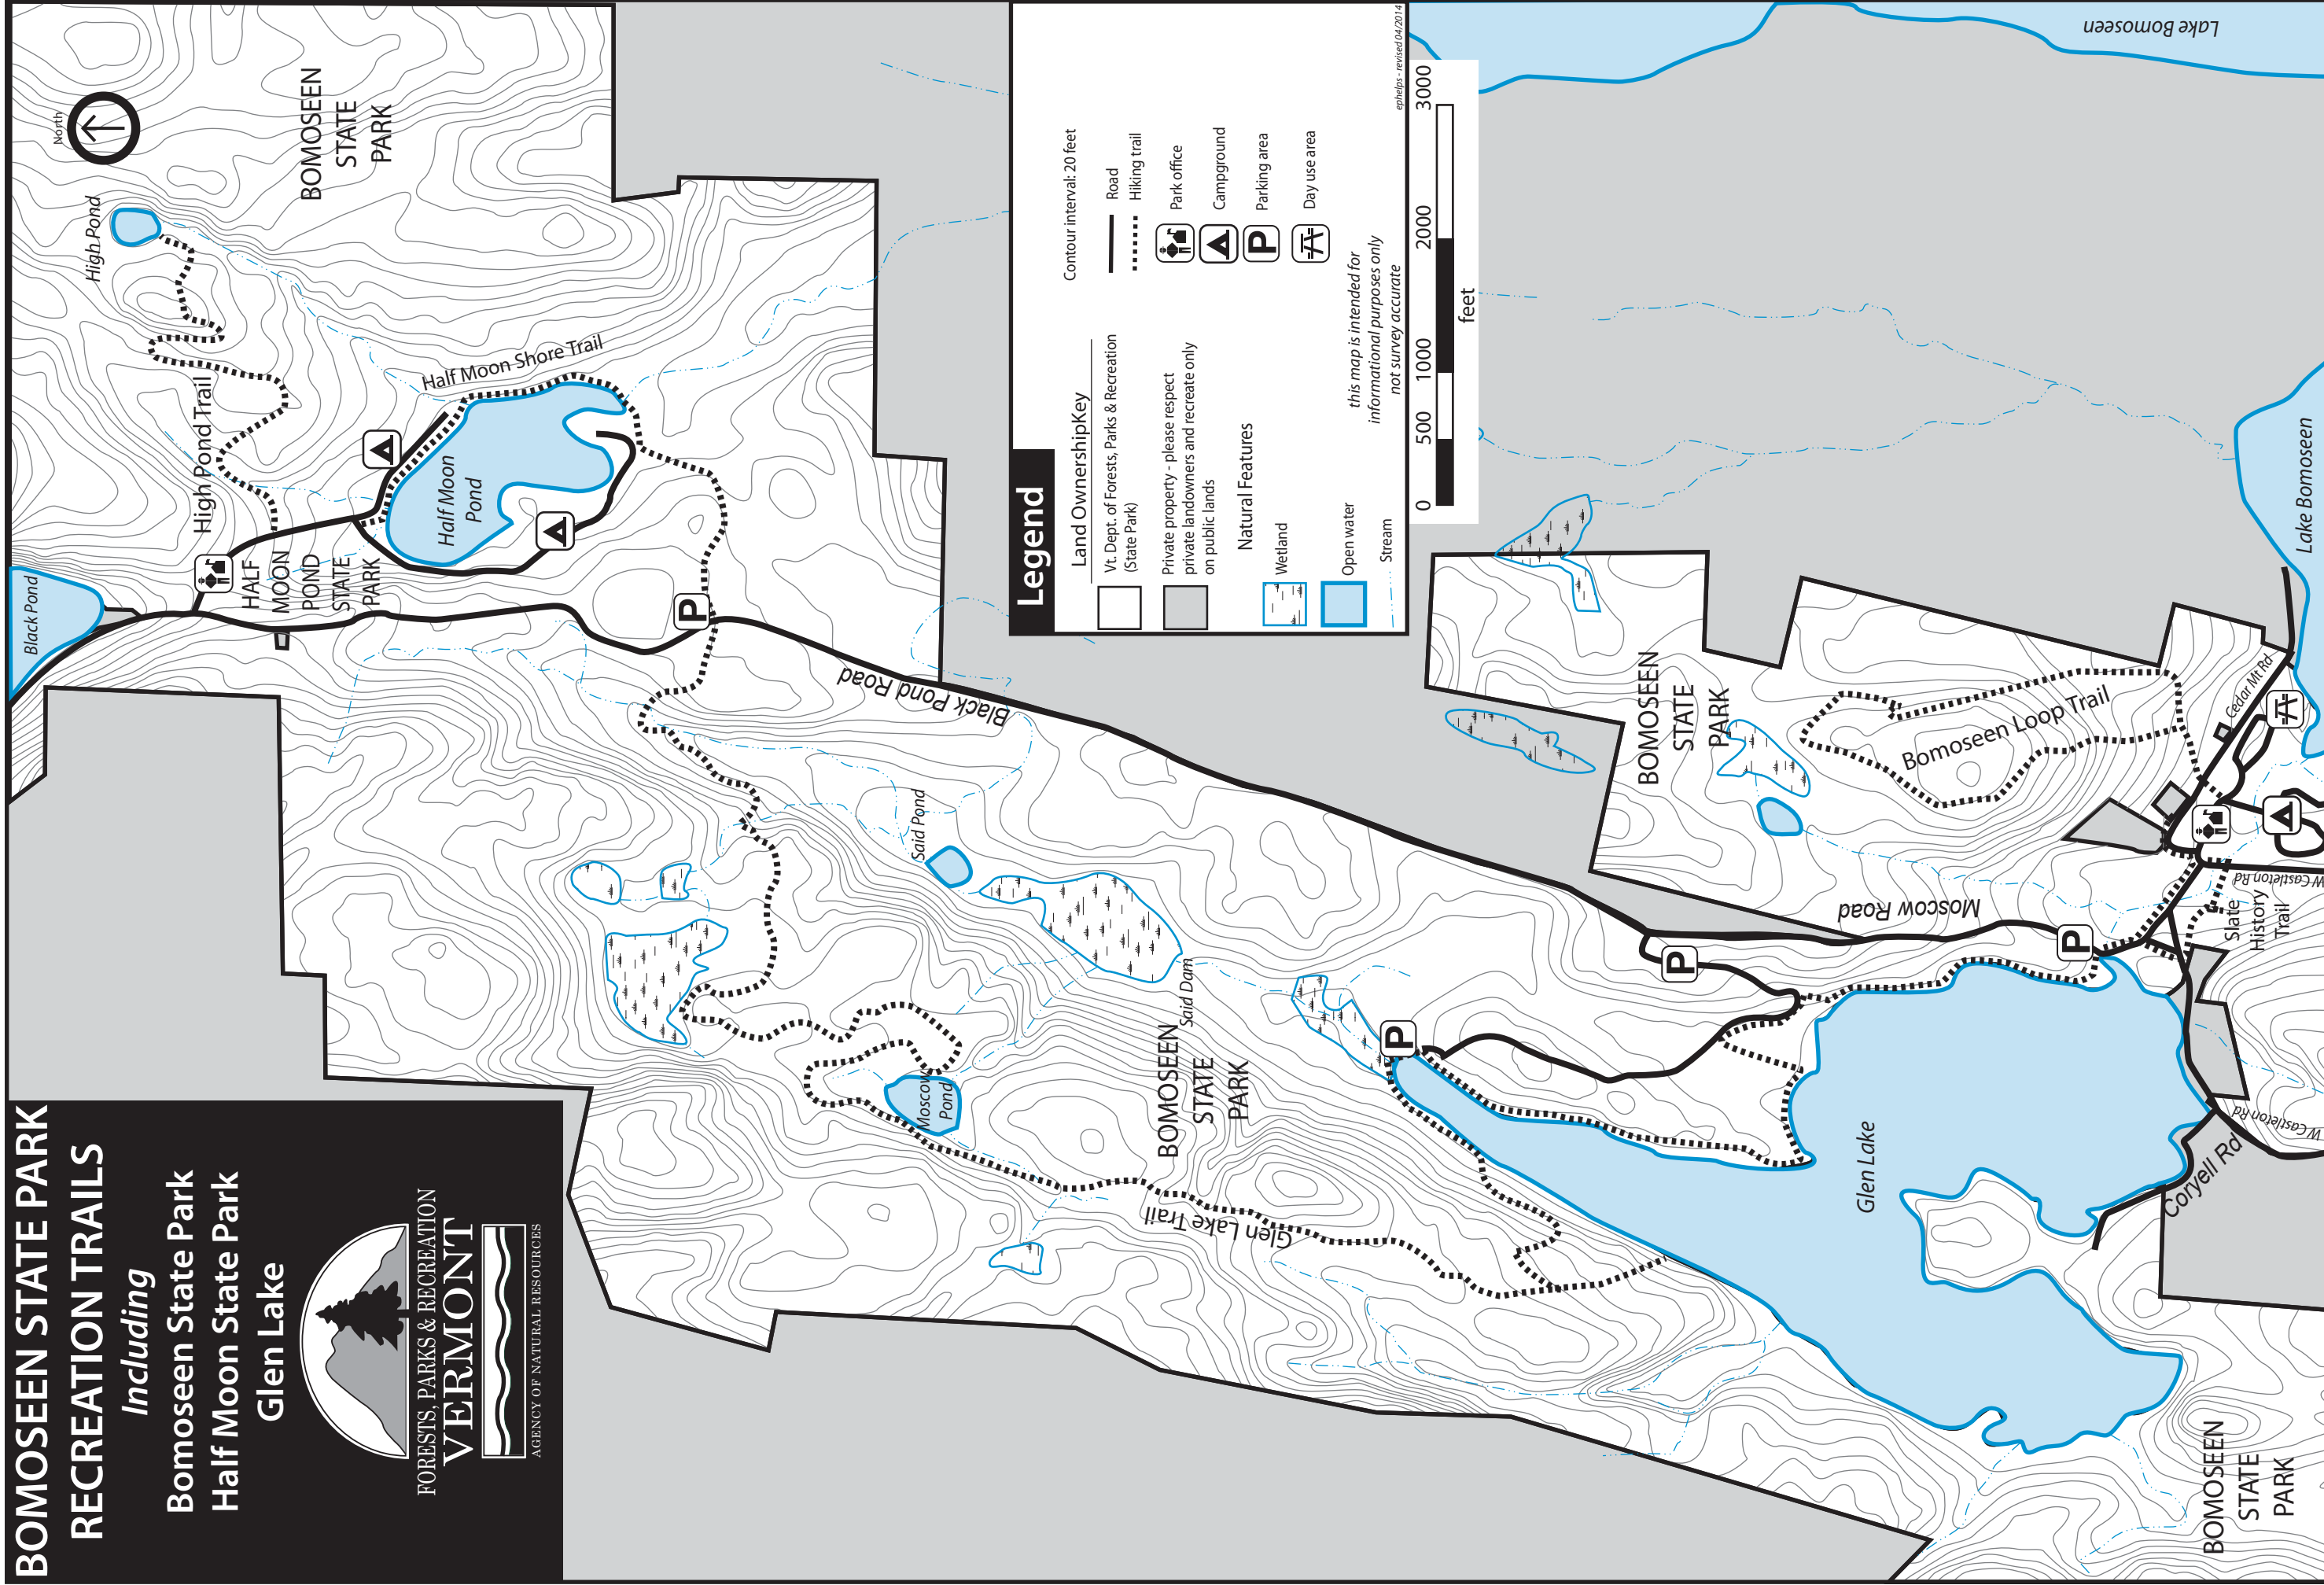 BOMOSEEN STATE PARK
RECREATION TRAILS
Including
Bomoseen State Park
Half Moon State Park
Glen Lake
FORESTS, PARKS & RECREATION
VERMONT
AGENCY OF NATURAL RESOURCES
North
High Pond
BOMOSEEN
STATE
PARK
High Pond Trail
Black Pond
HALF
MOON
POND
STATE
PARK
Half Moon
Pond
Half Moon Shore Trail
P
Black Pond Road
Said Pond
Said Dam
Moscow
Pond
BOMOSEEN
STATE
PARK
Glen Lake Trail
P
P
P
Glen Lake
Moscow Road
BOMOSEEN
STATE
PARK
Bomoseen Loop Trail
Cedar Mt Rd
W Castleton Rd
Slate
History
Trail
W Castleton Rd
Coryell Rd
BOMOSEEN
STATE
PARK
Lake Bomoseen
Lake Bomoseen
Legend
Land OwnershipKey
Vt. Dept. of Forests, Parks & Recreation
(State Park)
Private property - please respect
private landowners and recreate only
on public lands
Natural Features
Wetland
Open water
Stream
Contour interval: 20 feet
Road
Hiking trail
Park office
Campground
P
Parking area
Day use area
this map is intended for
informational purposes only
not survey accurate
ephelps - revised 04/2014
0 500 1000 2000 3000
feet